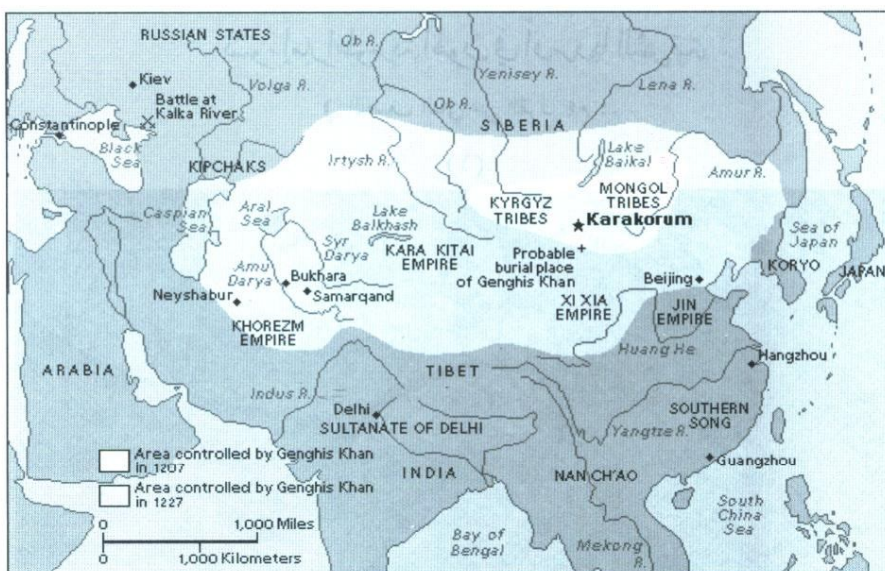 RUSSIAN STATES
Ob R.
Yenisey R.
Lena R.
Kiev
Volga R.
Battle at
Kalka River
Ob R.
Constantinople
Black
Sea
SIBERIA
KIPCHAKS
Irtysh R.
Lake
Baikal
Amur R.
Caspian
Sea
Aral
Sea
Lake
Balkhash
KYRGYZ
TRIBES
MONGOL
TRIBES
Karakorum
Sea of
Japan
Syr
Darya
KARA KITAI
EMPIRE
Probable
burial place
of Genghis Khan
Amu
Darya
Bukhara
Samarqand
Neyshabur
Beijing
KORYO
JAPAN
XI XIA
EMPIRE
JIN
EMPIRE
KHOREZM
EMPIRE
Huang He
Hangzhou
ARABIA
TIBET
Indus R.
Delhi
SULTANATE OF DELHI
SOUTHERN
SONG
Yangtze R.
Guangzhou
INDIA
NAN CH'AO
Area controlled by Genghis Khan
in 1207
Area controlled by Genghis Khan
in 1227
South
China
Sea
Bay of
Bengal
Mekong
R.
0 1,000 Miles
0 1,000 Kilometers